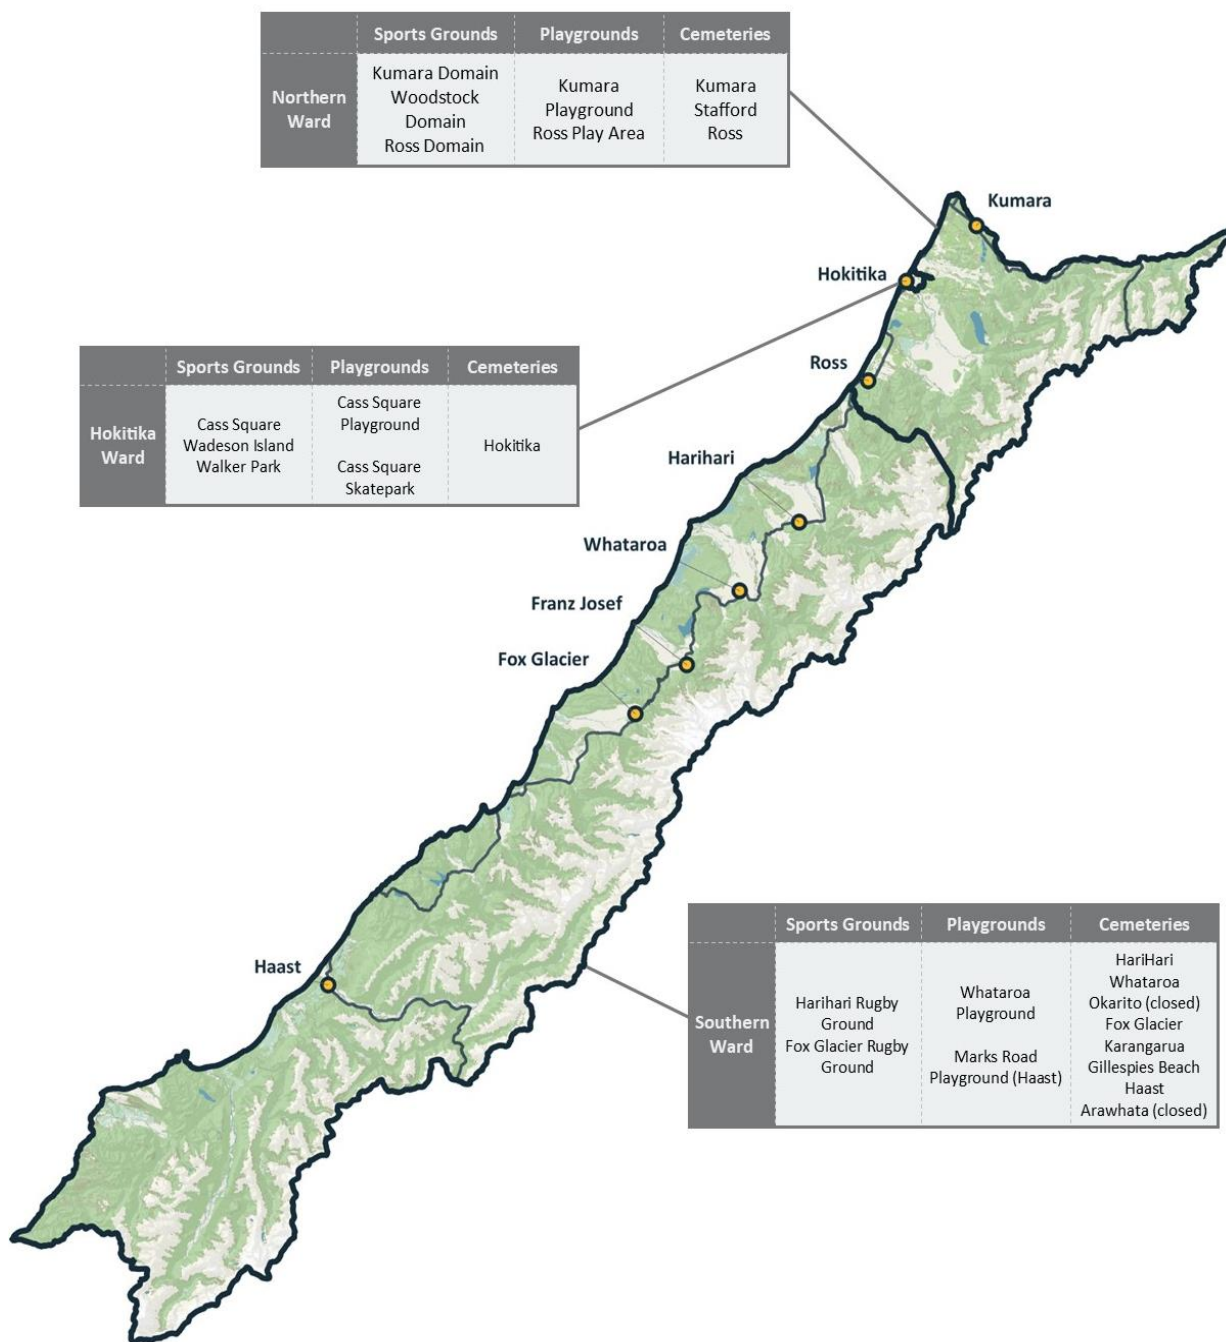 Sports Grounds Playgrounds Cemeteries
Northern
Ward
Kumara Domain
Woodstock
Domain
Ross Domain
Kumara
Playground
Ross Play Area
Kumara
Stafford
Ross
Kumara
Hokitika
Ross
Harihari
Whataroa
Franz Josef
Fox Glacier
Haast
Sports Grounds Playgrounds Cemeteries
Hokitika
Ward
Cass Square
Wadeson Island
Walker Park
Cass Square
Playground
Cass Square
Skatepark
Hokitika
Sports Grounds Playgrounds Cemeteries
Southern
Ward
Harihari Rugby
Ground
Fox Glacier Rugby
Ground
Whataroa
Playground
Marks Road
Playground (Haast)
HariHari
Whataroa
Okarito (closed)
Fox Glacier
Karangarua
Gillespies Beach
Haast
Arawhata (closed)